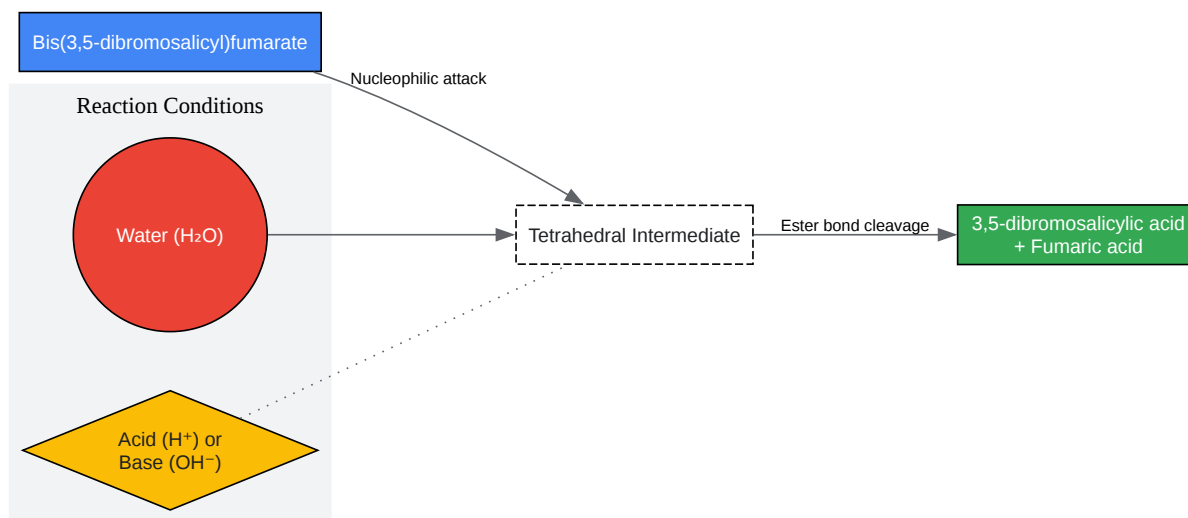 Bis(3,5-dibromosalicyl)fumarate
Nucleophilic attack
Reaction Conditions
Water (H₂O)
Tetrahedral Intermediate
Ester bond cleavage
3,5-dibromosalicylic acid
+ Fumaric acid
Acid (H⁺) or
Base (OH⁻)